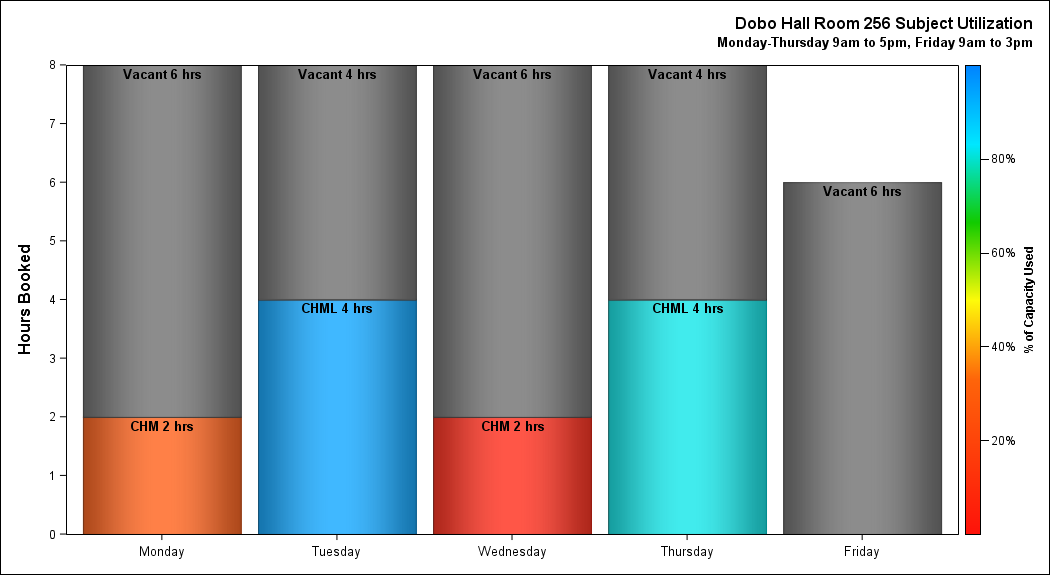 Dobo Hall Room 256 Subject Utilization
Monday-Thursday 9am to 5pm, Friday 9am to 3pm
Hours Booked
8
7
6
5
4
3
2
1
0
Vacant 6 hrs
CHM 2 hrs
Vacant 4 hrs
CHML 4 hrs
Vacant 6 hrs
CHM 2 hrs
Vacant 4 hrs
CHML 4 hrs
Vacant 6 hrs
Monday
Tuesday
Wednesday
Thursday
Friday
80%
60%
40%
20%
% of Capacity Used